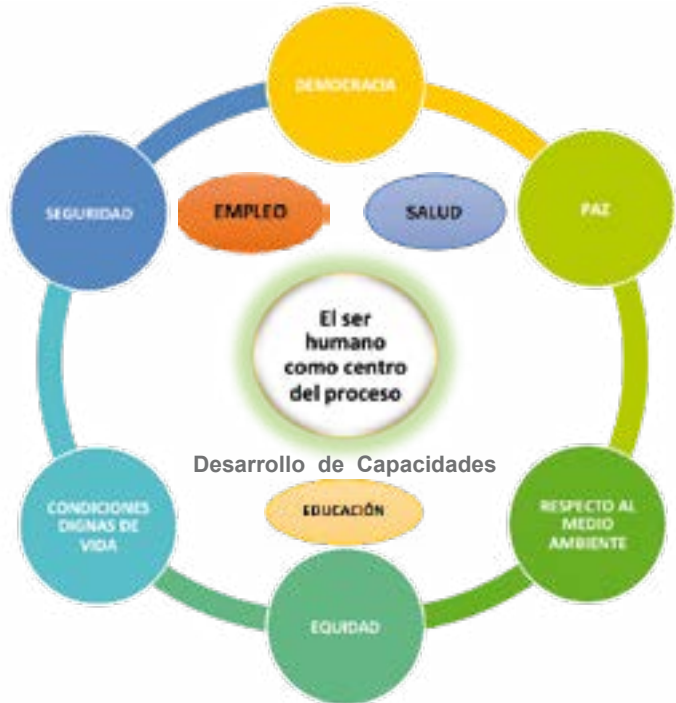 DEMOCRACIA
SEGURIDAD
EMPLEO
SALUD
PAZ
El ser
humano
como centro
del proceso
Desarrollo de Capacidades
CONDICIONES
DIGNAS DE
VIDA
EDUCACIÓN
RESPECTO AL
MEDIO
AMBIENTE
EQUIDAD